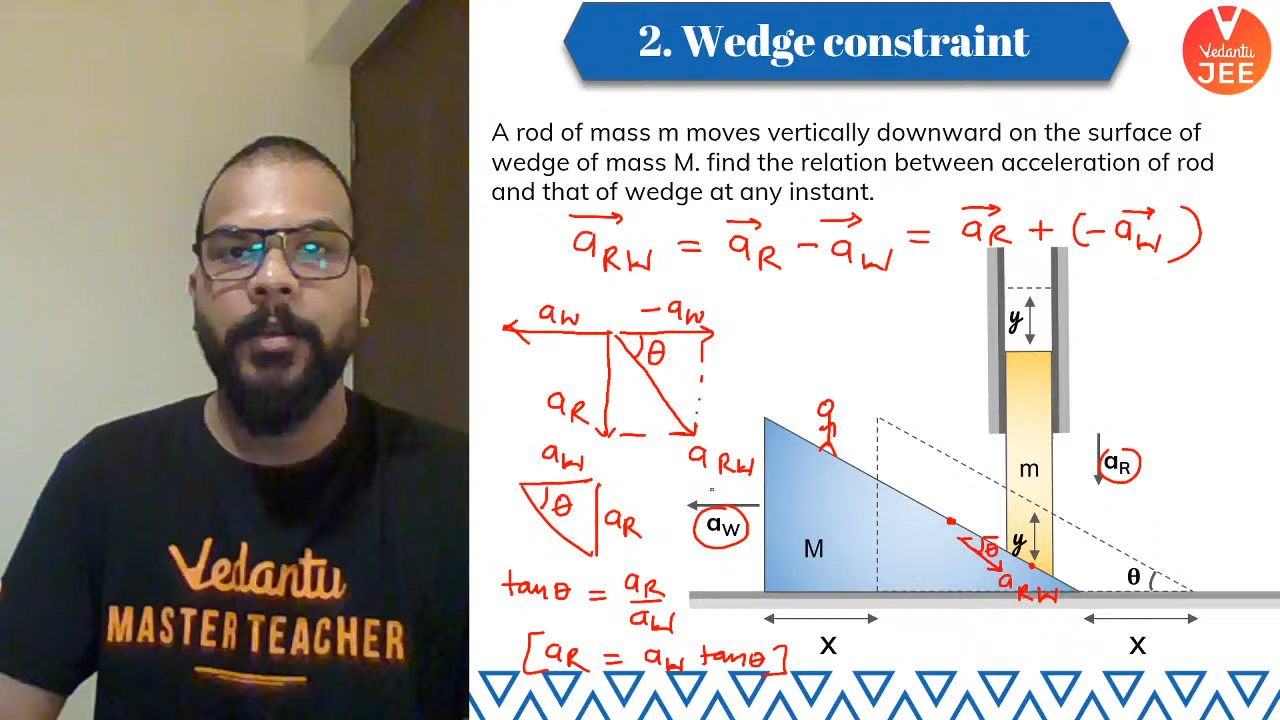 2. Wedge constraint
Vedantu
JEE
A rod of mass m moves vertically downward on the surface of
wedge of mass M. find the relation between acceleration of rod
and that of wedge at any instant.
a_RW = a_R - a_W = a_R + (-a_W)
y
a_W
-a_W
θ
a_R
a_RW
m
a_R
a_W
θ
a_R
a_W
M
y
θ
a_RW
θ
tanθ = a_R/a_W
[a_R = a_W tanθ]
x
x
Vedantu
MASTER TEACHER